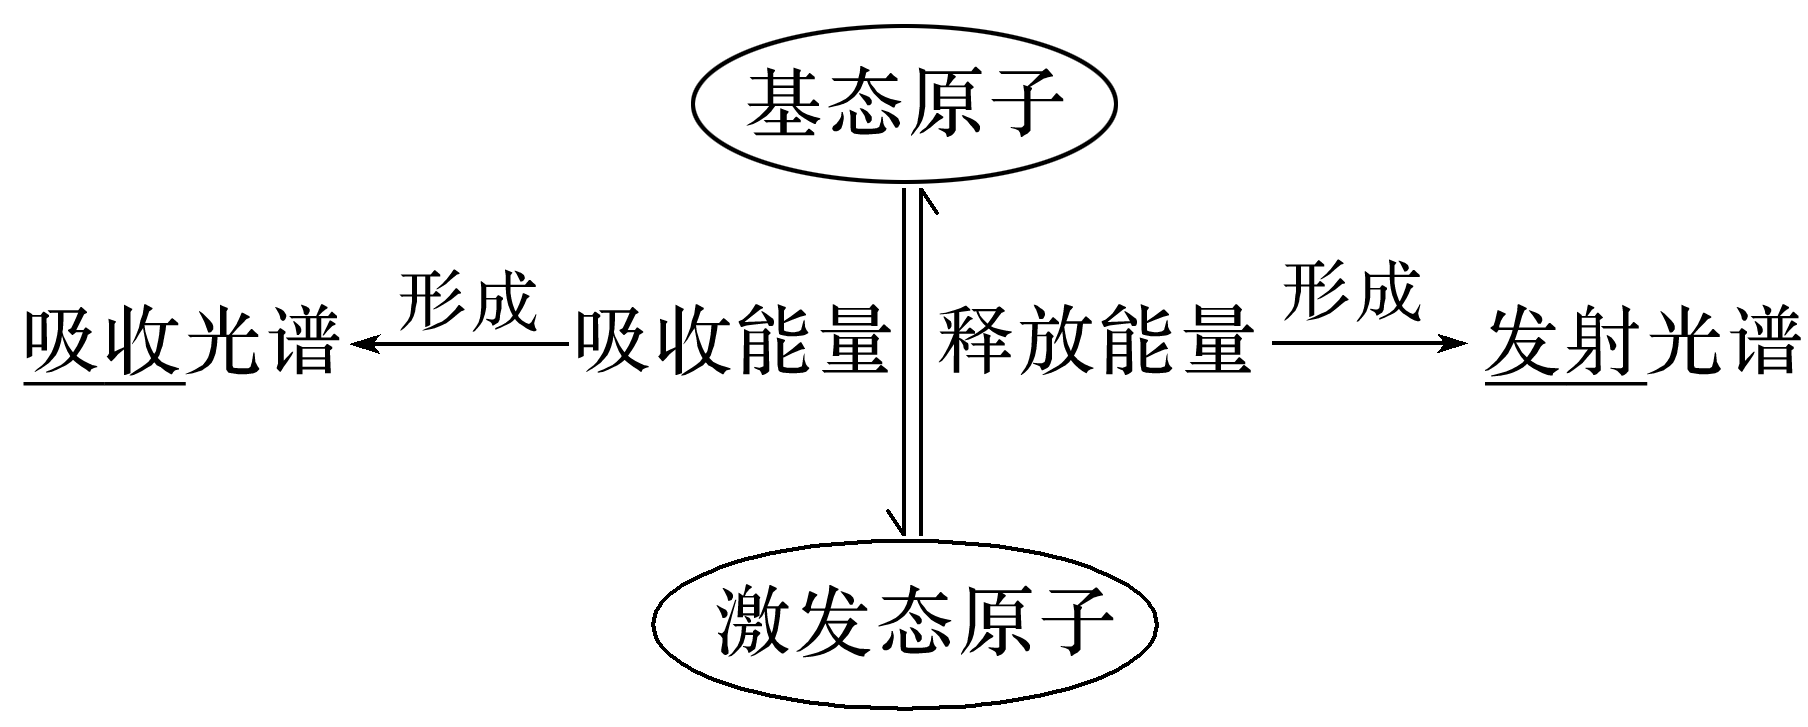 基态原子
形成
形成
吸收光谱
吸收能量
释放能量
发射光谱
激发态原子